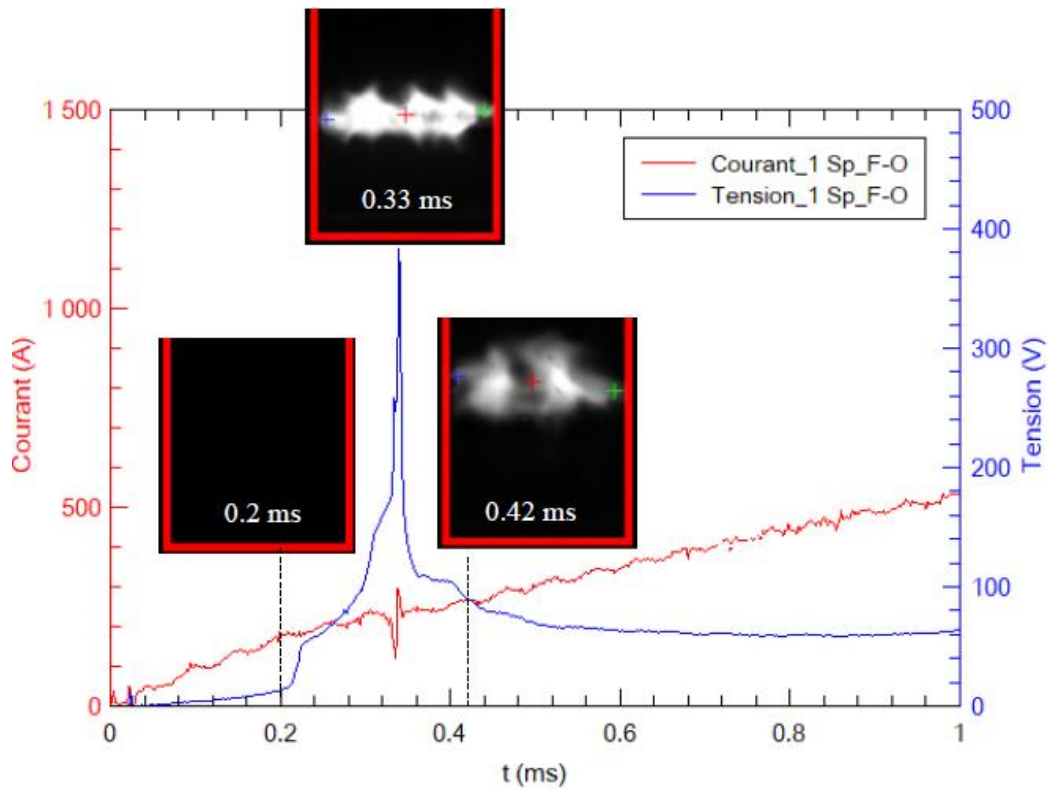 0.33 ms
1 500
500
Courant_1 Sp_F-O
Tension_1 Sp_F-O
400
1 000
300
Courant (A)
Tension (V)
200
0.2 ms
0.42 ms
500
100
0
0
0
0.2
0.4
0.6
0.8
1
t (ms)